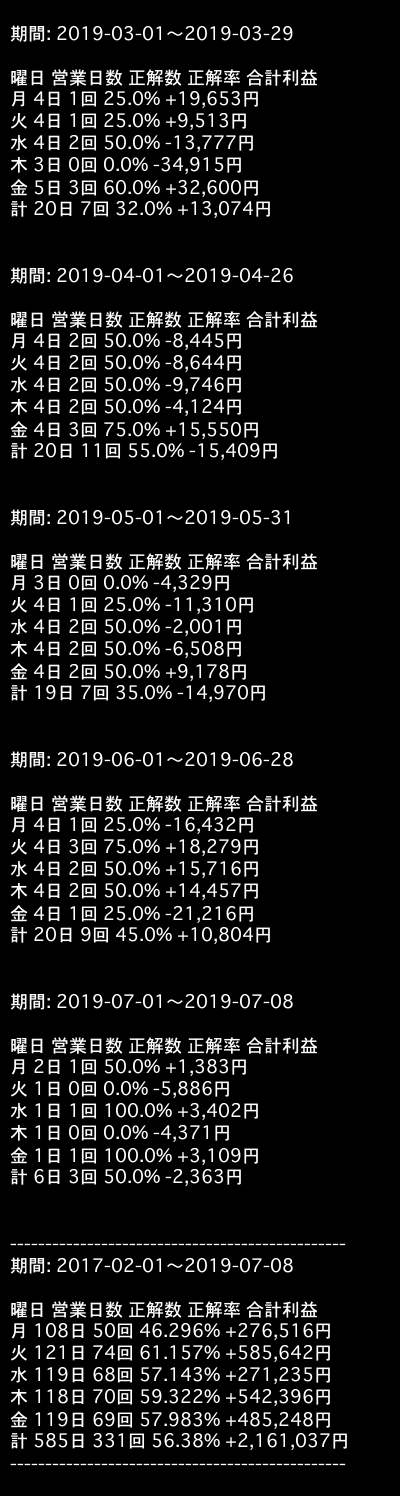 期間: 2019-03-01〜2019-03-29
曜日 営業日数 正解数 正解率 合計利益
月 4日 1回 25.0% +19,653円
火 4日 1回 25.0% +9,513円
水 4日 2回 50.0% -13,777円
木 3日 0回 0.0% -34,915円
金 5日 3回 60.0% +32,600円
計 20日 7回 32.0% +13,074円
期間: 2019-04-01〜2019-04-26
曜日 営業日数 正解数 正解率 合計利益
月 4日 2回 50.0% -8,445円
火 4日 2回 50.0% -8,644円
水 4日 2回 50.0% -9,746円
木 4日 2回 50.0% -4,124円
金 4日 3回 75.0% +15,550円
計 20日 11回 55.0% -15,409円
期間: 2019-05-01〜2019-05-31
曜日 営業日数 正解数 正解率 合計利益
月 3日 0回 0.0% -4,329円
火 4日 1回 25.0% -11,310円
水 4日 2回 50.0% -2,001円
木 4日 2回 50.0% -6,508円
金 4日 2回 50.0% +9,178円
計 19日 7回 35.0% -14,970円
期間: 2019-06-01〜2019-06-28
曜日 営業日数 正解数 正解率 合計利益
月 4日 1回 25.0% -16,432円
火 4日 3回 75.0% +18,279円
水 4日 2回 50.0% +15,716円
木 4日 2回 50.0% +14,457円
金 4日 1回 25.0% -21,216円
計 20日 9回 45.0% +10,804円
期間: 2019-07-01〜2019-07-08
曜日 営業日数 正解数 正解率 合計利益
月 2日 1回 50.0% +1,383円
火 1日 0回 0.0% -5,886円
水 1日 1回 100.0% +3,402円
木 1日 0回 0.0% -4,371円
金 1日 1回 100.0% +3,109円
計 6日 3回 50.0% -2,363円
------------------------------------------------
期間: 2017-02-01〜2019-07-08
曜日 営業日数 正解数 正解率 合計利益
月 108日 50回 46.296% +276,516円
火 121日 74回 61.157% +585,642円
水 119日 68回 57.143% +271,235円
木 118日 70回 59.322% +542,396円
金 119日 69回 57.983% +485,248円
計 585日 331回 56.38% +2,161,037円
------------------------------------------------